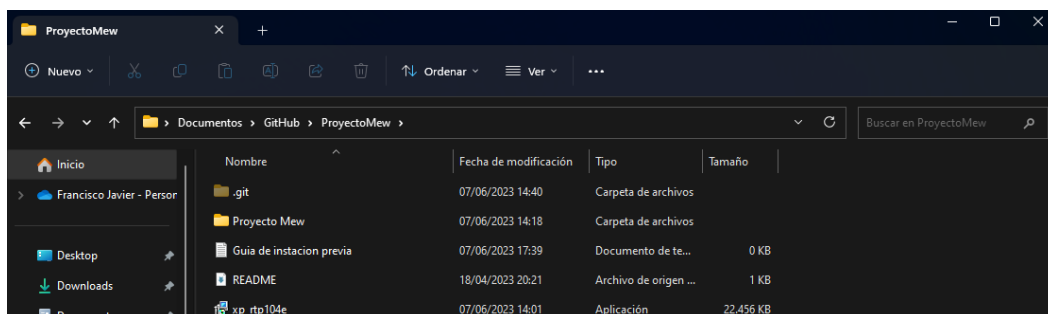 ProyectoMew
Nuevo Ordenar Ver
Documentos > GitHub > ProyectoMew > Buscar en ProyectoMew
Inicio Nombre Fecha de modificación Tipo Tamaño
Francisco Javier - Person .git 07/06/2023 14:40 Carpeta de archivos
Proyecto Mew 07/06/2023 14:18 Carpeta de archivos
Desktop Guia de instacion previa 07/06/2023 17:39 Documento de te... 0 KB
Downloads README 18/04/2023 20:21 Archivo de origen ... 1 KB
xp_rtp104e 07/06/2023 14:01 Aplicación 22.456 KB